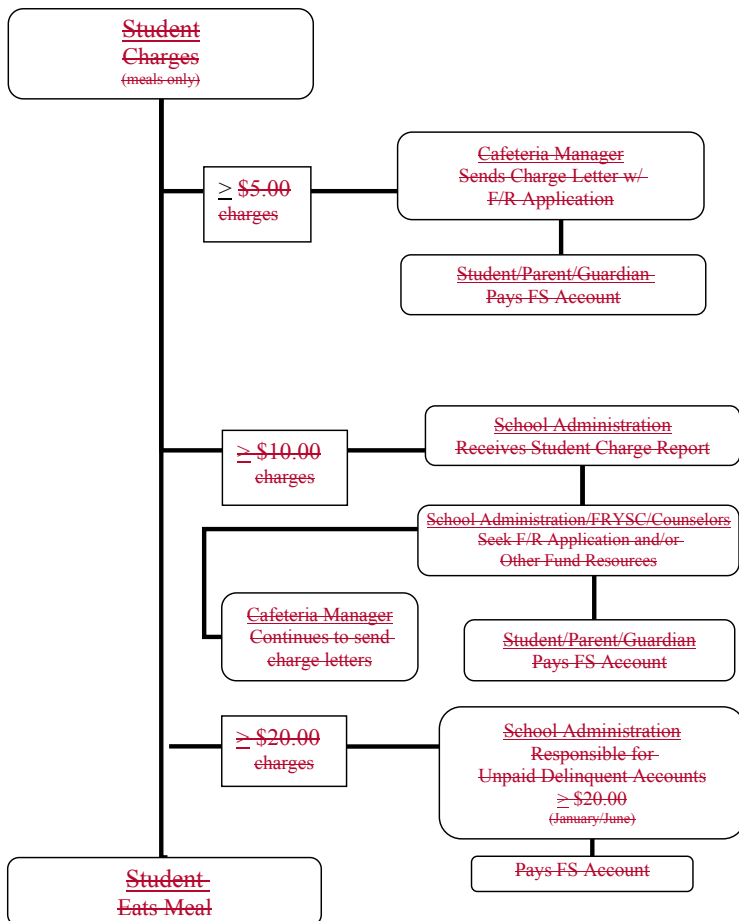 Student
Charges
(meals only)
≥ $5.00
charges
Cafeteria Manager
Sends Charge Letter w/
F/R Application
Student/Parent/Guardian
Pays FS Account
≥ $10.00
charges
School Administration
Receives Student Charge Report
School Administration/FRYSC/Counselors
Seek F/R Application and/or
Other Fund Resources
Cafeteria Manager
Continues to send
charge letters
Student/Parent/Guardian
Pays FS Account
≥ $20.00
charges
School Administration
Responsible for
Unpaid Delinquent Accounts
≥ $20.00
(January/June)
Pays FS Account
Student
Eats Meal